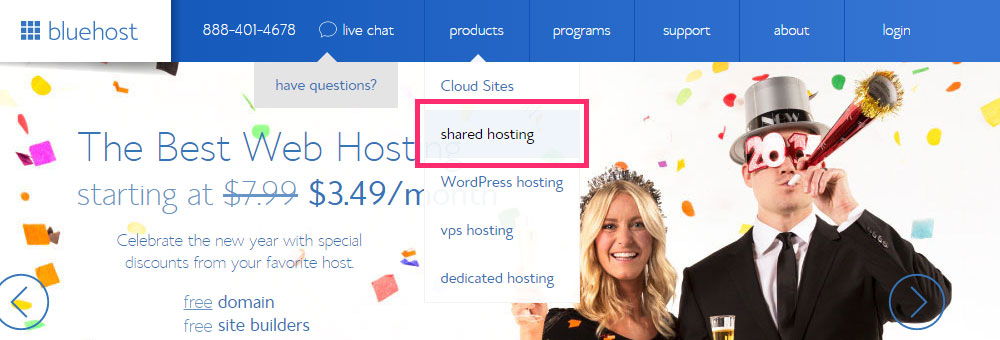 bluehost
888-401-4678
live chat
products
programs
support
about
login
have questions?
Cloud Sites
shared hosting
WordPress hosting
vps hosting
dedicated hosting
The Best Web Hosting
starting at $7.99 $3.49/month
Celebrate the new year with special
discounts from your favorite host.
free domain
free site builders
NEW
201